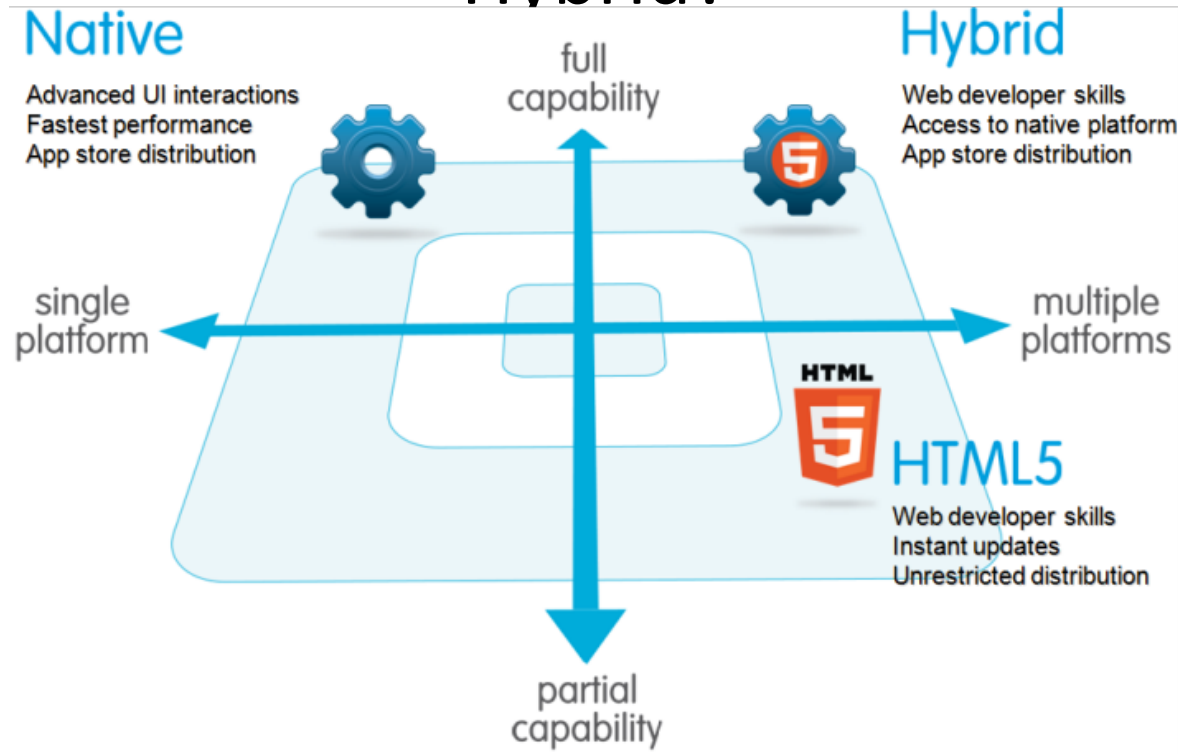 Native
Advanced UI interactions
Fastest performance
App store distribution
full
capability
Hybrid
Web developer skills
Access to native platform
App store distribution
5
single
platform
multiple
platforms
HTML
5
HTML5
Web developer skills
Instant updates
Unrestricted distribution
partial
capability